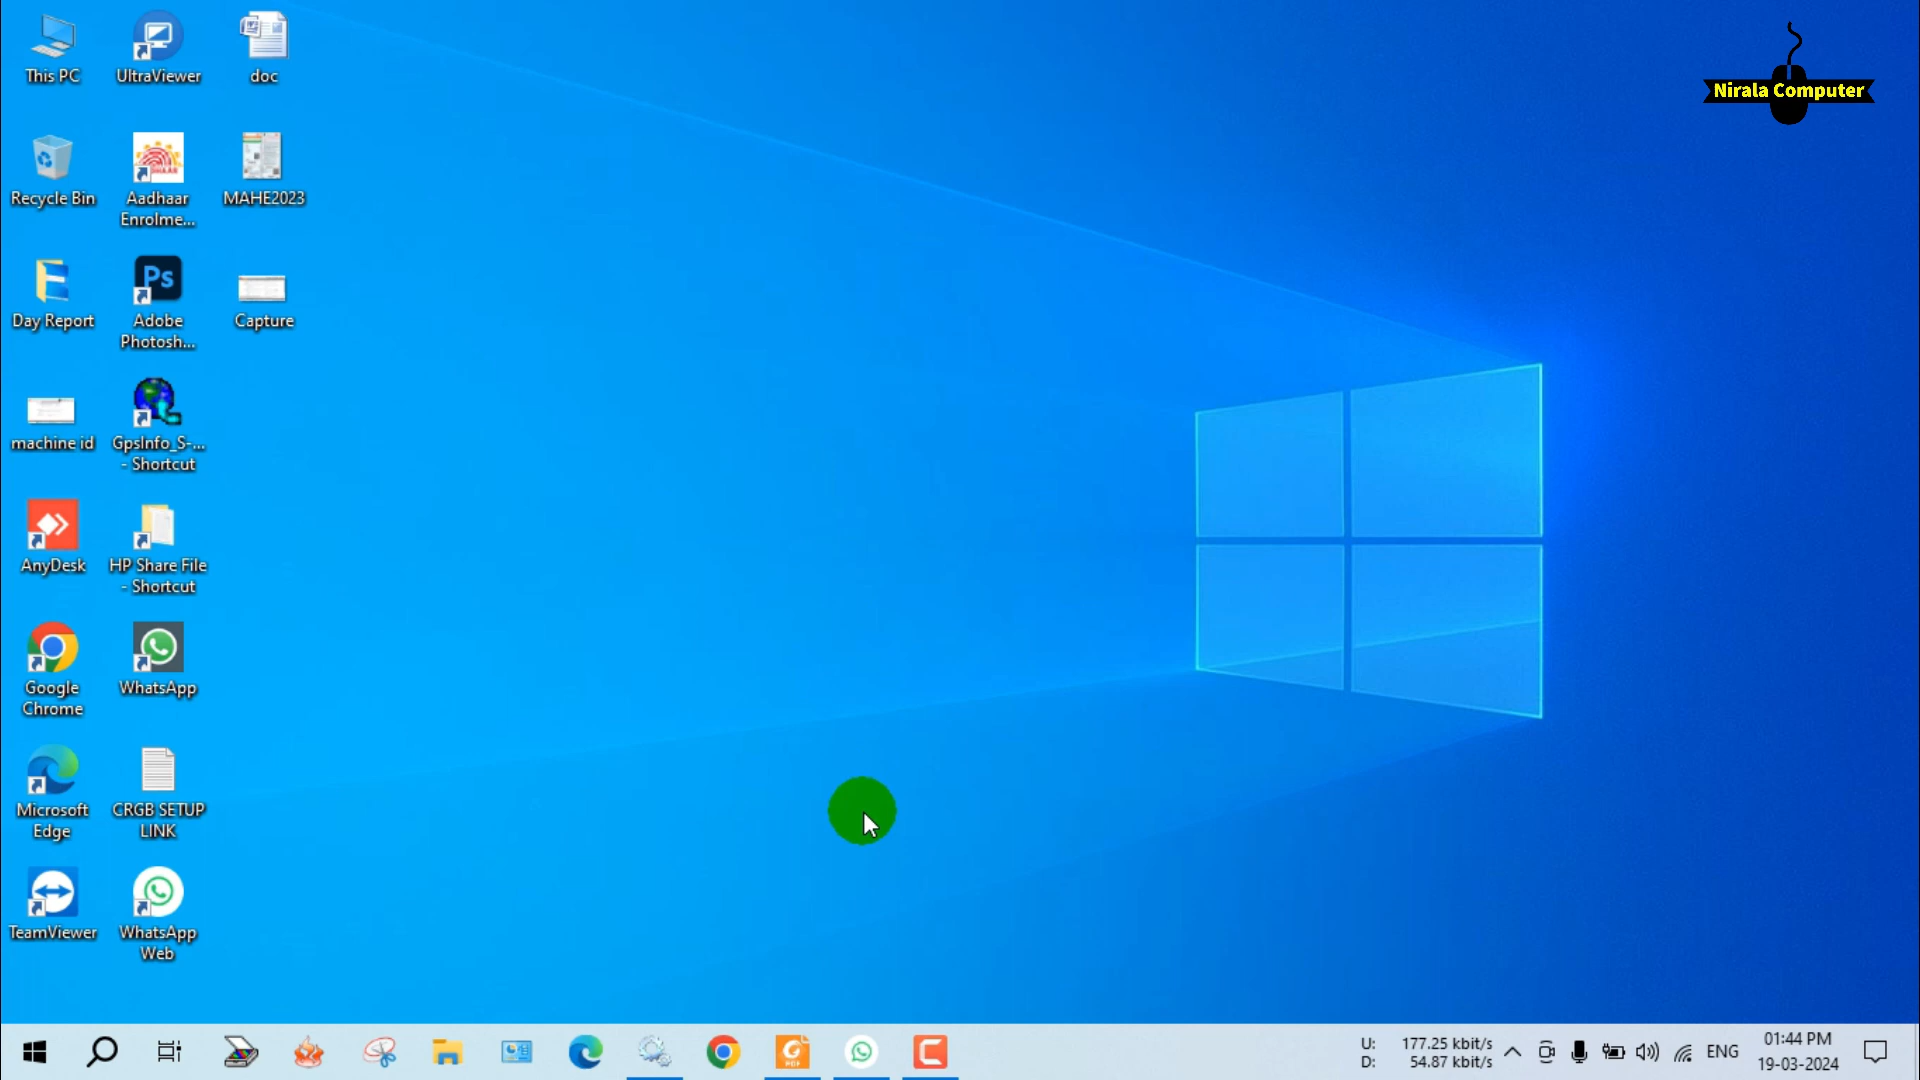 This PC
UltraViewer
doc
Nirala Computer
Recycle Bin
Aadhaar
Enrolme...
MAHE2023
Day Report
Ps
Adobe
Photosh...
Capture
machine id
GpsInfo_S-...
- Shortcut
AnyDesk
HP Share File
- Shortcut
Google
Chrome
WhatsApp
Microsoft
Edge
CRGB SETUP
LINK
TeamViewer
WhatsApp
Web
U: 177.25 kbit/s
D: 54.87 kbit/s
ENG
01:44 PM
19-03-2024